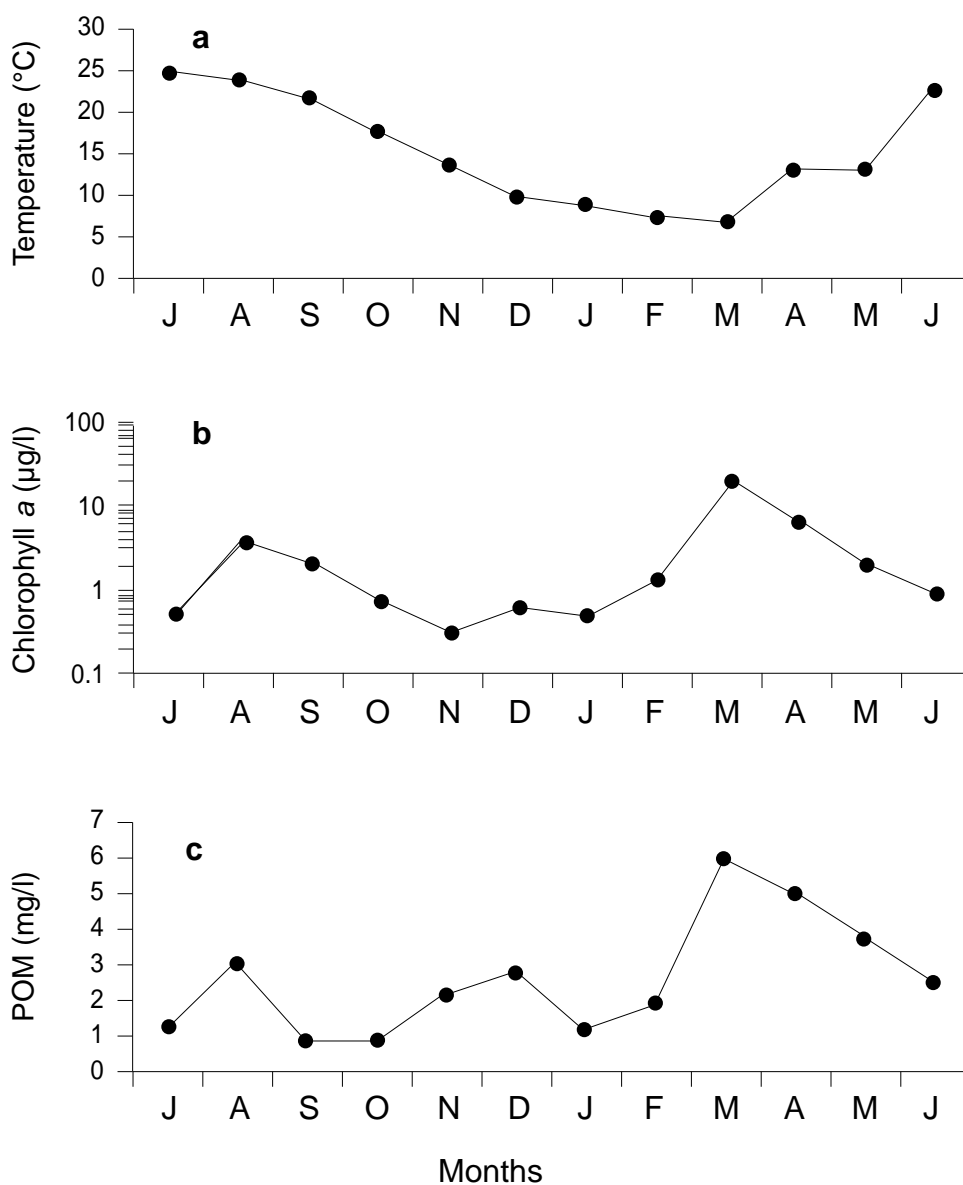 a
Temperature (°C)
30
25
20
15
10
5
0
J A S O N D J F M A M J
b
Chlorophyll a (µg/l)
100
10
1
0.1
J A S O N D J F M A M J
c
POM (mg/l)
7
6
5
4
3
2
1
0
J A S O N D J F M A M J
Months